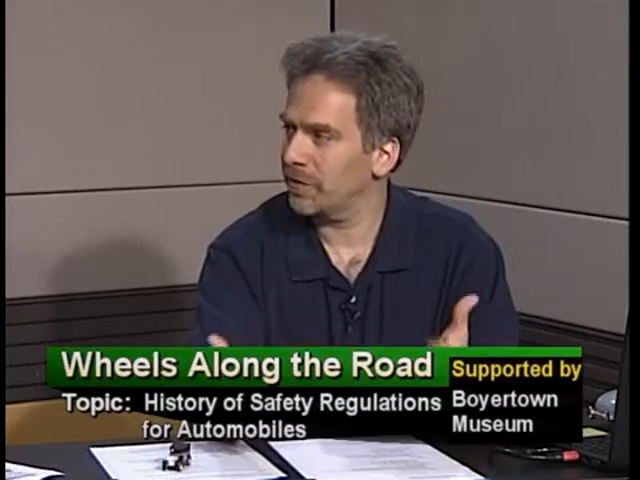 Wheels Along the Road
Supported by
Topic: History of Safety Regulations
for Automobiles
Boyertown
Museum